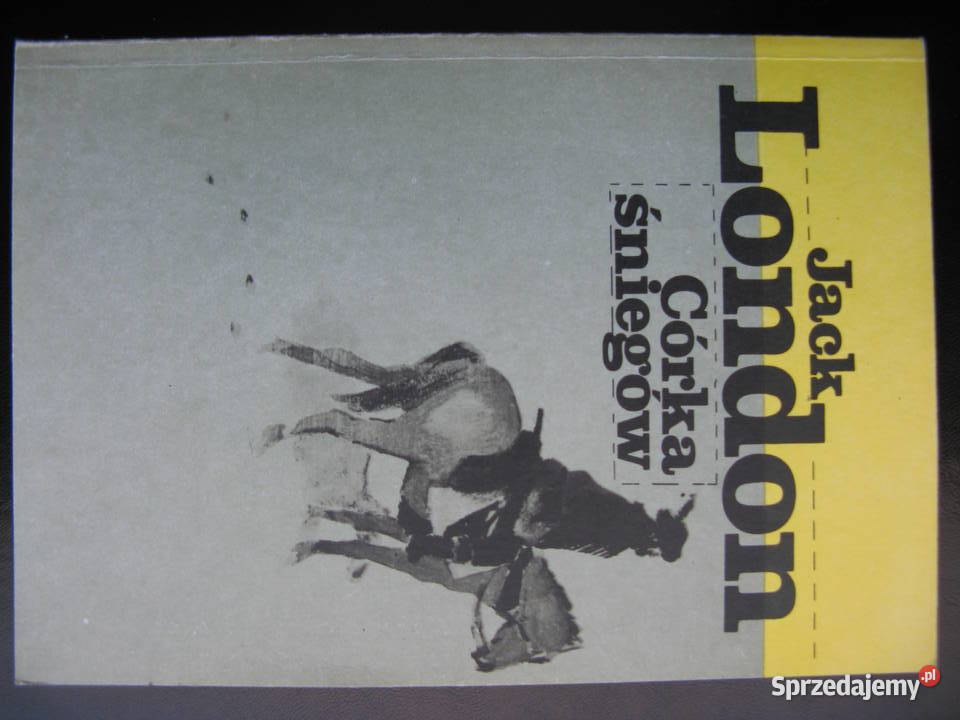 Jack
London
Córka
śniegów
Sprzedajemy.pl